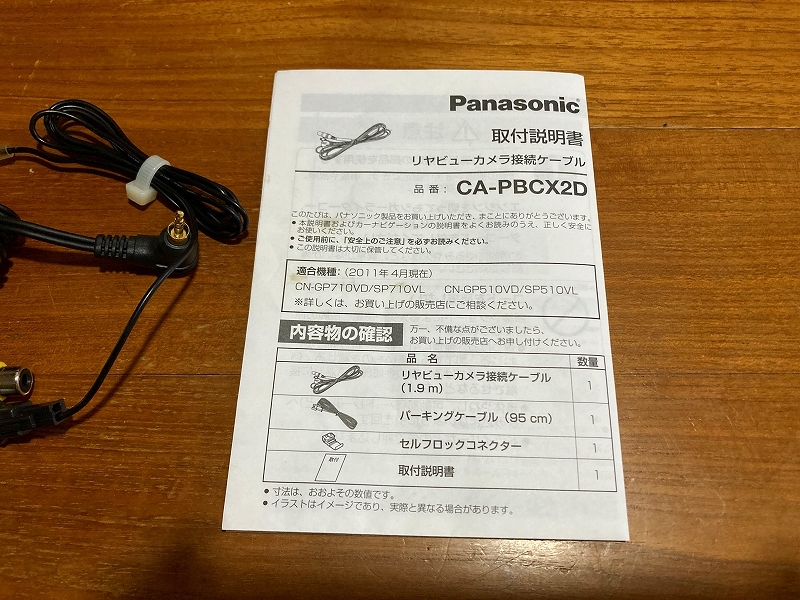 Panasonic
取付説明書
リヤビューカメラ接続ケーブル
品番： CA-PBCX2D
このたびは、パナソニック製品をお買い上げいただき、まことにありがとうございます。
● 本説明書およびカーナビゲーションの説明書をよくお読みのうえ、正しく安全に
お使いください。
● ご使用前に、「安全上のご注意」を必ずお読みください。
● この説明書は大切に保管してください。
適合機種：（2011年4月現在）
CN-GP710VD/SP710VL CN-GP510VD/SP510VL
※詳しくは、お買い上げの販売店にご相談ください。
内容物の確認
万一、不備な点がございましたら、
お買い上げの販売店へお申し付けください。
品 名 数量
リヤビューカメラ接続ケーブル
（1.9 m） 1
パーキングケーブル（95 cm） 1
セルフロックコネクター 1
取付
取付説明書 1
● 寸法は、おおよその数値です。
● イラストはイメージであり、実際と異なる場合があります。